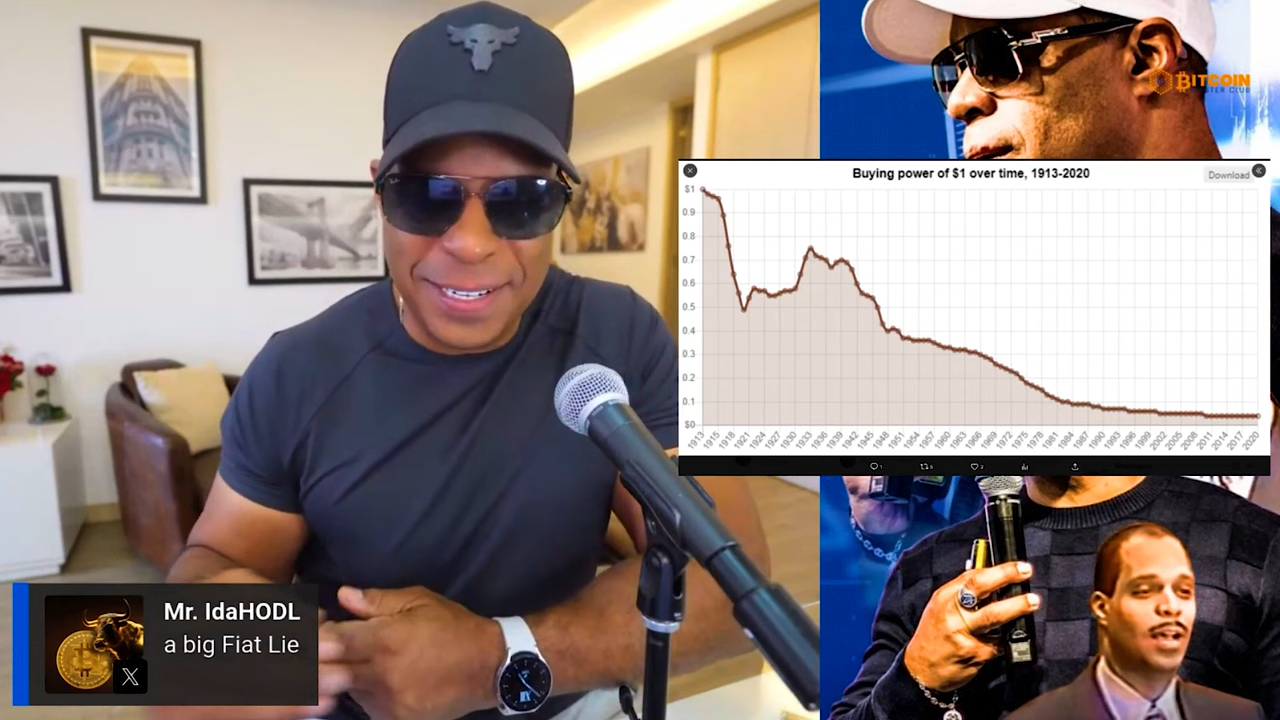 BITCOIN
Ray-Ban
Buying power of $1 over time, 1913-2020
Download
$1
0.9
0.8
0.7
0.6
0.5
0.4
0.3
0.2
0.1
$0
1913 1915 1918 1921 1924 1927 1930 1933 1936 1939 1942 1945 1948 1951 1954 1957 1960 1963 1966 1969 1972 1975 1978 1981 1984 1987 1990 1993 1996 1999 2002 2005 2008 2011 2014 2017 2020
Mr. IdaHODL
a big Fiat Lie